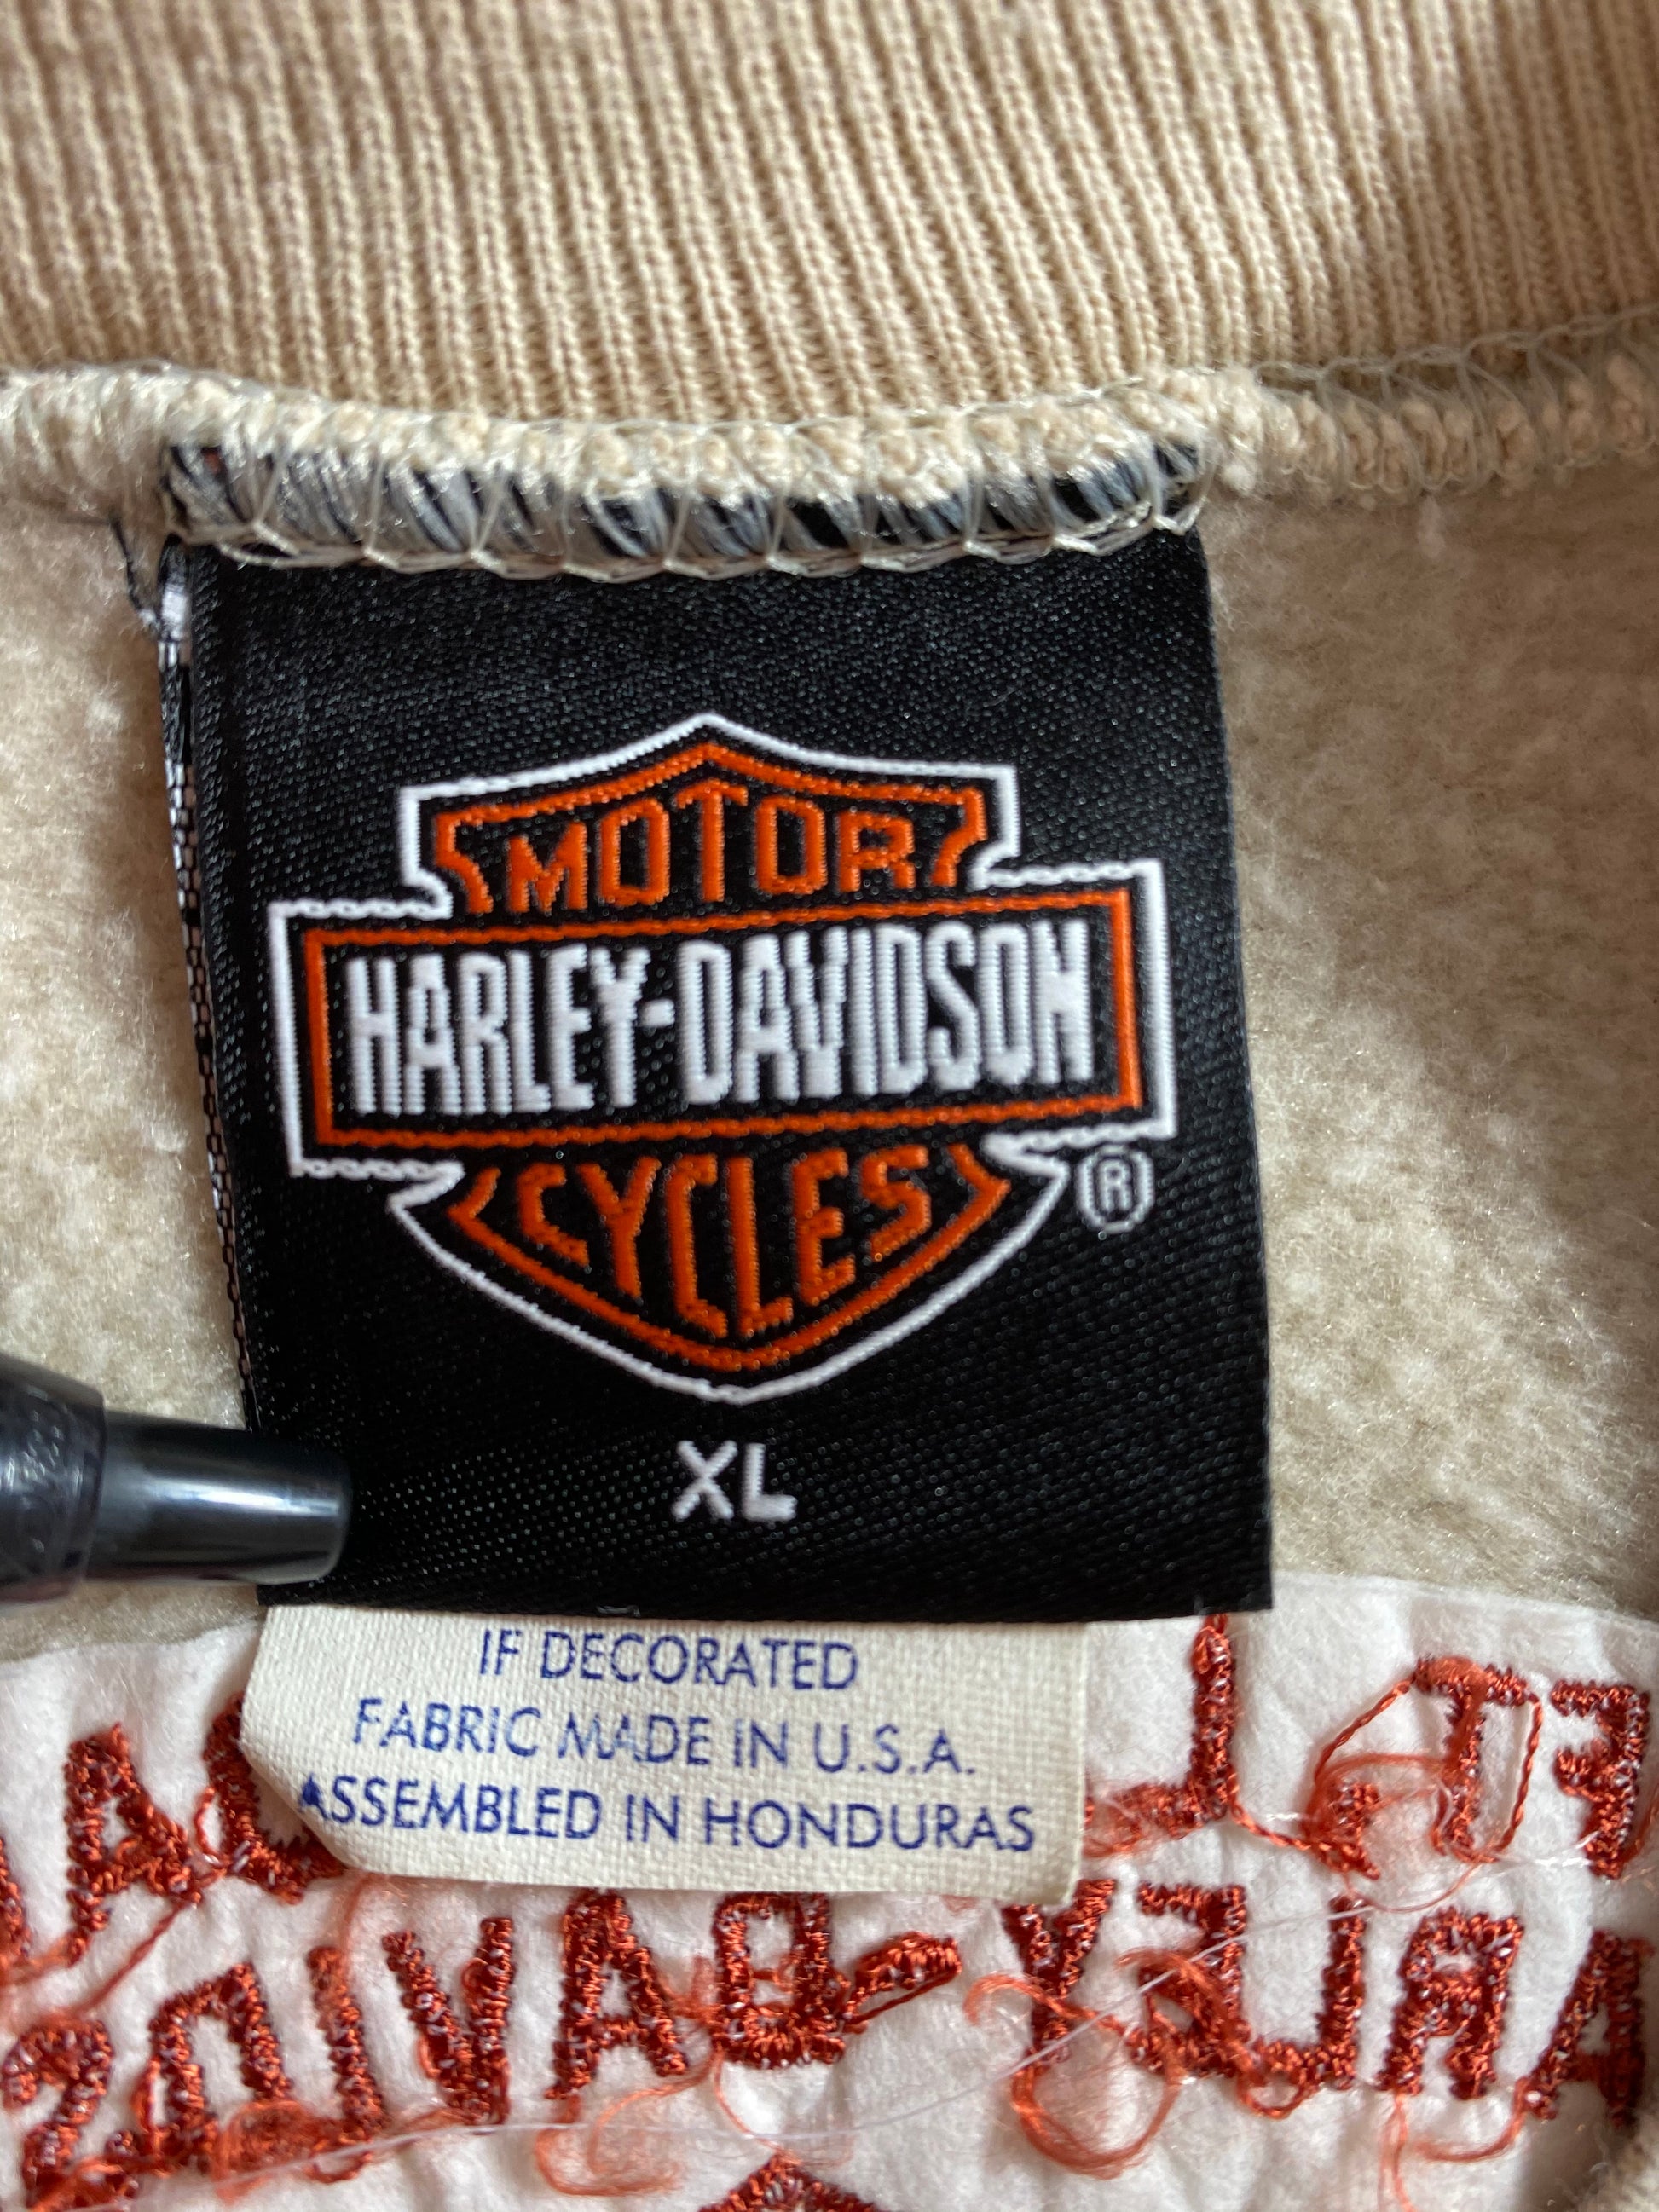 MOTOR
HARLEY-DAVIDSON
CYCLES
®
XL
IF DECORATED
FABRIC MADE IN U.S.A.
ASSEMBLED IN HONDURAS